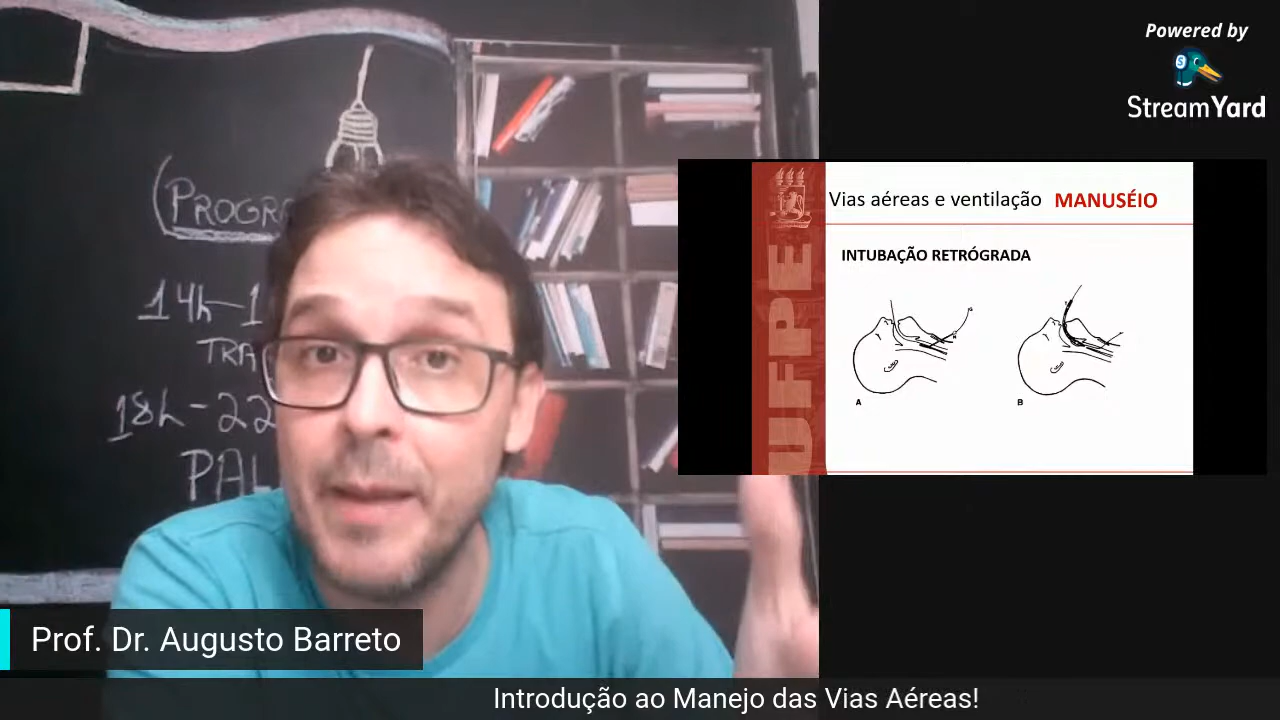 Powered by
StreamYard
(PROGR
14h-1
TRA
18h-22
PAL
Vias aéreas e ventilação MANUSÉIO
INTUBAÇÃO RETRÓGRADA
A
B
UFPE
Prof. Dr. Augusto Barreto
Introdução ao Manejo das Vias Aéreas!